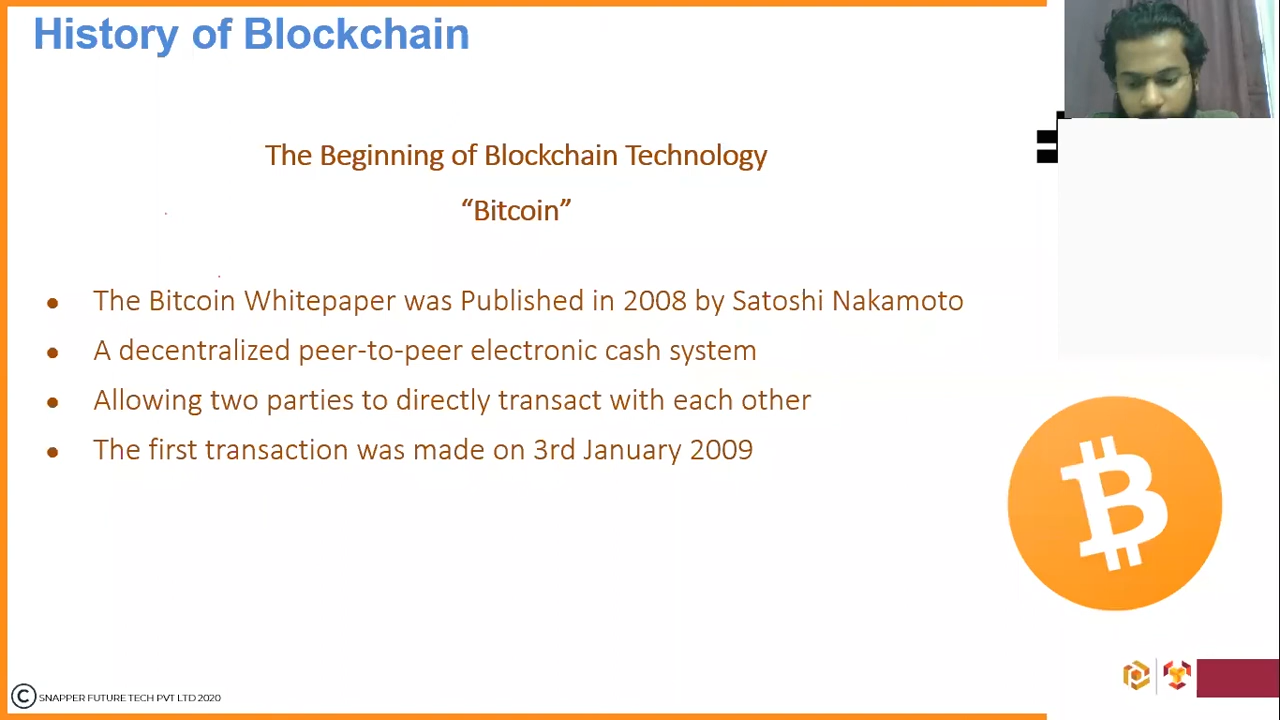 History of Blockchain
The Beginning of Blockchain Technology
“Bitcoin”
● The Bitcoin Whitepaper was Published in 2008 by Satoshi Nakamoto
● A decentralized peer-to-peer electronic cash system
● Allowing two parties to directly transact with each other
● The first transaction was made on 3rd January 2009
© SNAPPER FUTURE TECH PVT LTD 2020